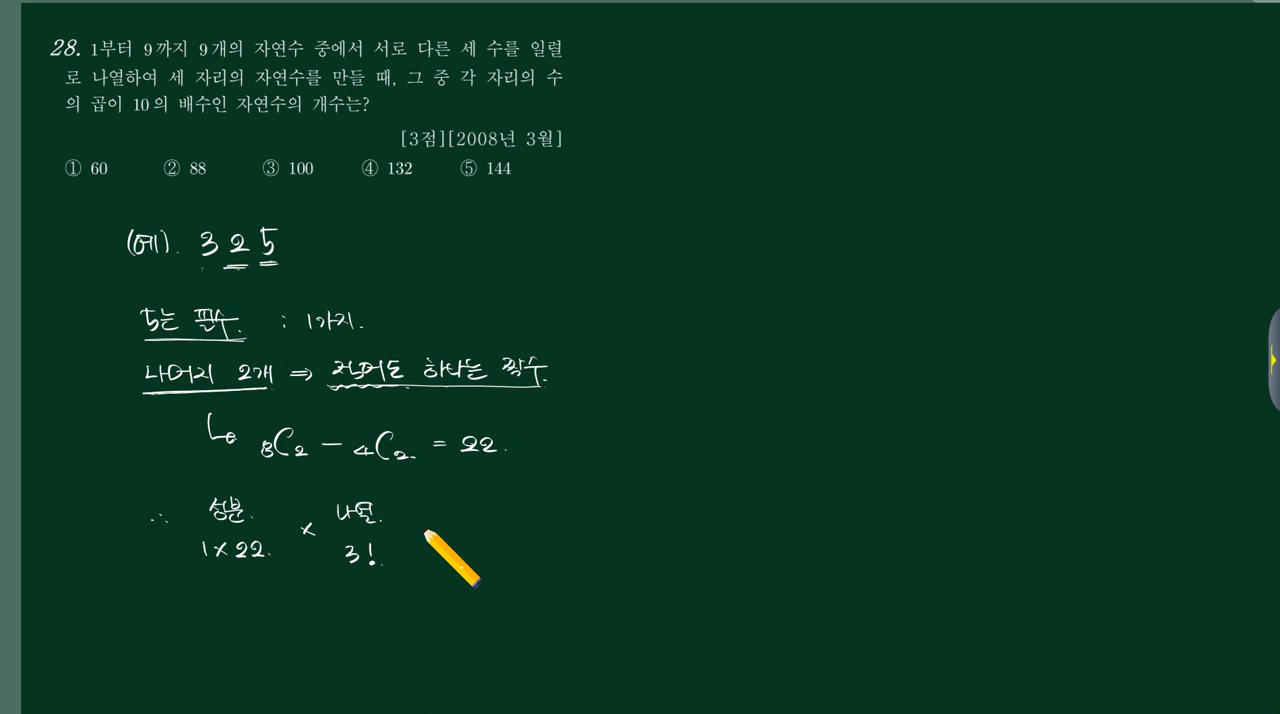 28. 1부터 9까지 9개의 자연수 중에서 서로 다른 세 수를 일렬
로 나열하여 세 자리의 자연수를 만들 때, 그 중 각 자리의 수
의 곱이 10의 배수인 자연수의 개수는?
[3점][2008년 3월]
① 60 ② 88 ③ 100 ④ 132 ⑤ 144
(예). 3 2 5
5는 필수. : 1가지.
나머지 2개 ⇒ 적어도 하나는 짝수.
↳ ₈C₂ − ₄C₂. = 22.
∴ 성분. × 나열.
1×22. 3!.